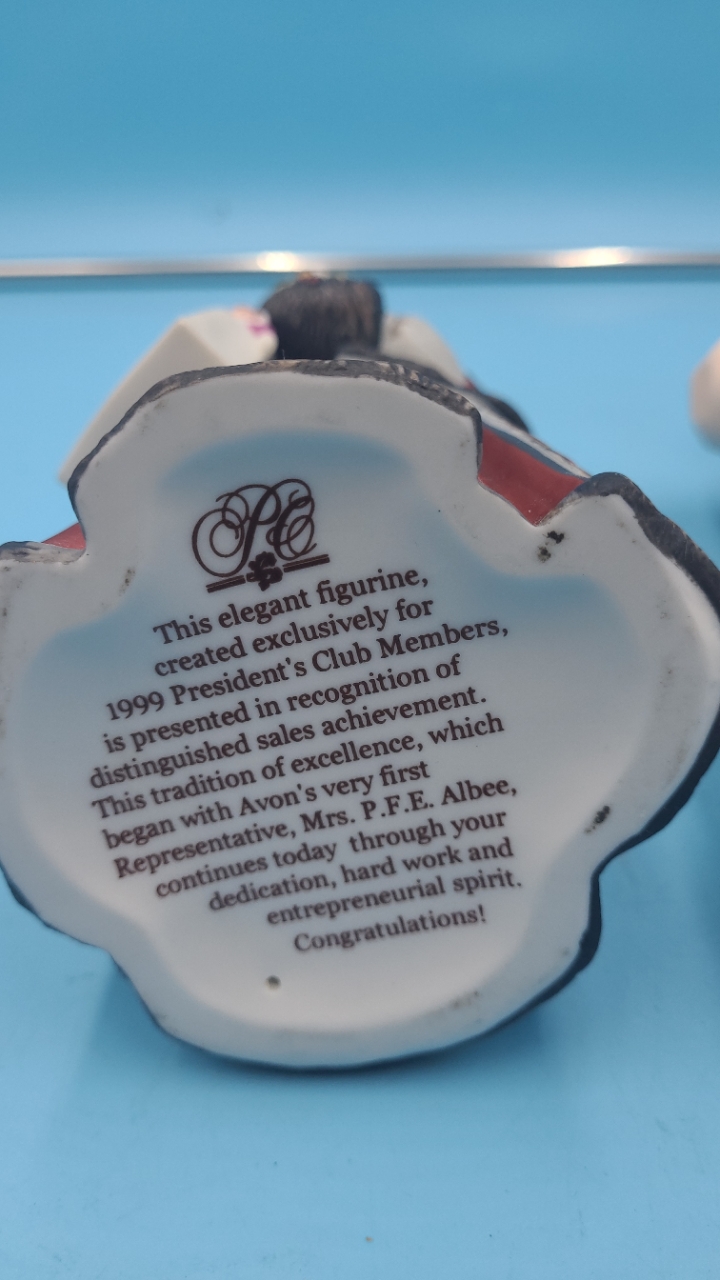 PE
This elegant figurine,
created exclusively for
1999 President's Club Members,
is presented in recognition of
distinguished sales achievement.
This tradition of excellence, which
began with Avon's very first
Representative, Mrs. P.F.E. Albee,
continues today through your
dedication, hard work and
entrepreneurial spirit.
Congratulations!